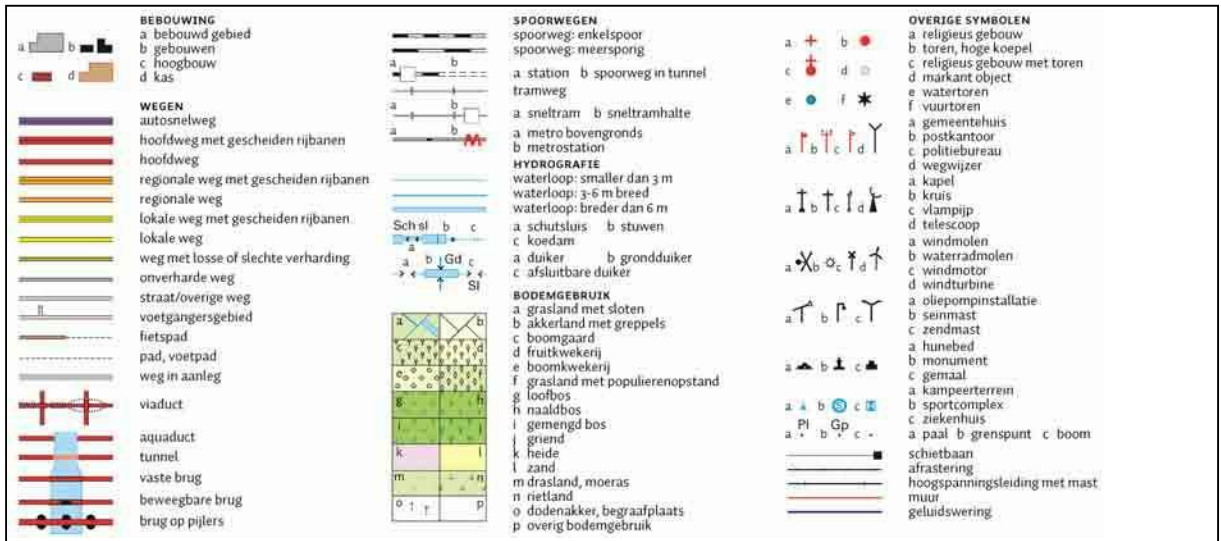 BEBOUWING
a bebouwd gebied
b gebouwen
c hoogbouw
d kas
a b
c d
WEGEN
autosnelweg
hoofdweg met gescheiden rijbanen
hoofdweg
regionale weg met gescheiden rijbanen
regionale weg
lokale weg met gescheiden rijbanen
lokale weg
weg met losse of slechte verharding
onverharde weg
straat/overige weg
voetgangersgebied
fietspad
pad, voetpad
weg in aanleg
viaduct
aquaduct
tunnel
vaste brug
beweegbare brug
brug op pijlers
SPOORWEGEN
spoorweg: enkelspoor
spoorweg: meersporig
a b
a station b spoorweg in tunnel
tramweg
a b
a sneltram b sneltramhalte
a b
a metro bovengronds
b metrostation
HYDROGRAFIE
waterloop: smaller dan 3 m
waterloop: 3-6 m breed
waterloop: breder dan 6 m
Sch sl b c
a
a schutsluis b stuwen
c koedam
a b Gd c
Sl
a duiker b grondduiker
c afsluitbare duiker
BODEMGEBRUIK
a grasland met sloten
b akkerland met greppels
c boomgaard
d fruitkwekerij
e boomkwekerij
f grasland met populierenopstand
g loofbos
h naaldbos
i gemengd bos
j griend
k heide
l zand
m drasland, moeras
n rietland
o dodenakker, begraafplaats
p overig bodemgebruik
a b
c d
e f
g h
i j
k l
m n
o p
OVERIGE SYMBOLEN
a b
c d
e f
a religieus gebouw
b toren, hoge koepel
c religieus gebouw met toren
d markant object
e watertoren
f vuurtoren
a b c d
a gemeentehuis
b postkantoor
c politiebureau
d wegwijzer
a b c d
a kapel
b kruis
c vlampijp
d telescoop
a b c d
a windmolen
b waterradmolen
c windmotor
d windturbine
a b c
a oliepompinstallatie
b seinmast
c zendmast
a b c
a hunebed
b monument
c gemaal
a b S c H
a kampeerterrein
b sportcomplex
c ziekenhuis
Pl Gp
a b c
a paal b grenspunt c boom
schietbaan
afrastering
hoogspanningsleiding met mast
muur
geluidswering